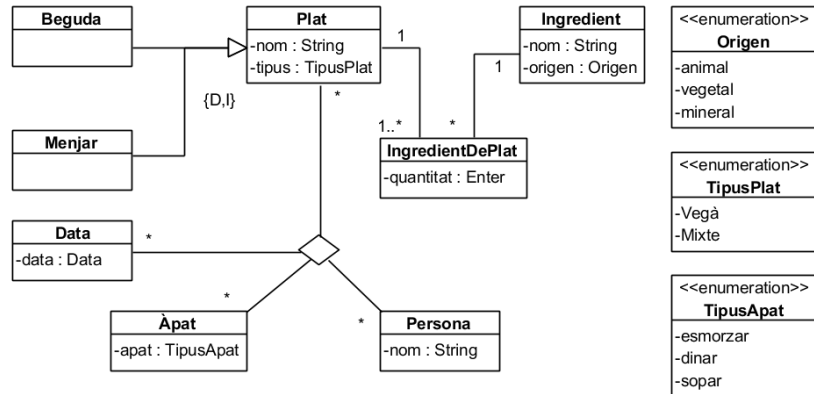 Beguda
Menjar
{D,I}
Plat
-nom : String
-tipus : TipusPlat
1
*
1..*
Ingredient
-nom : String
-origen : Origen
1
*
IngredientDePlat
-quantitat : Enter
Data
-data : Data
*
Àpat
-apat : TipusApat
*
Persona
-nom : String
*
<<enumeration>>
Origen
-animal
-vegetal
-mineral
<<enumeration>>
TipusPlat
-Vegà
-Mixte
<<enumeration>>
TipusApat
-esmorzar
-dinar
-sopar